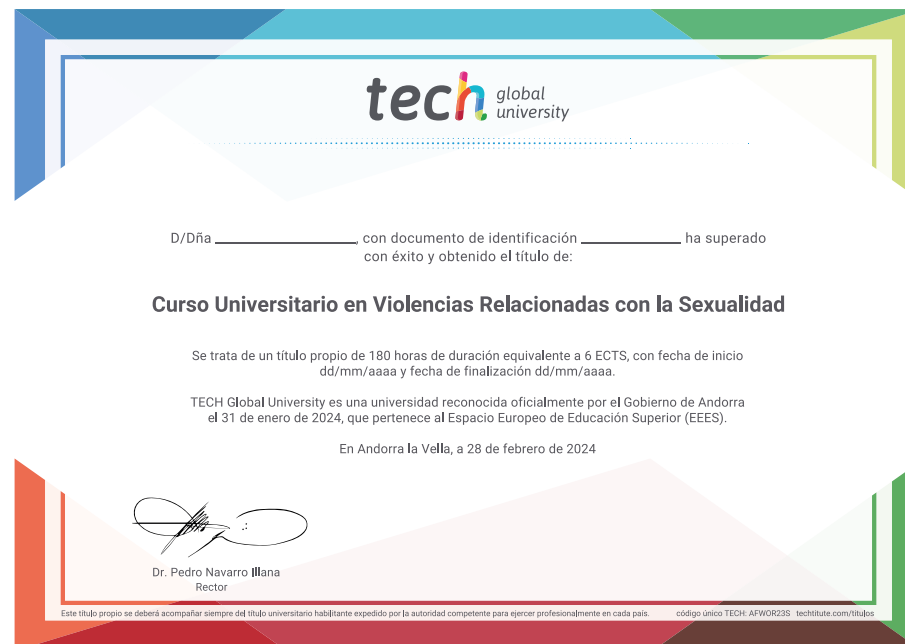 tech global
university
D/Dña ____________________, con documento de identificación ______________ ha superado
con éxito y obtenido el título de:
Curso Universitario en Violencias Relacionadas con la Sexualidad
Se trata de un título propio de 180 horas de duración equivalente a 6 ECTS, con fecha de inicio
dd/mm/aaaa y fecha de finalización dd/mm/aaaa.
TECH Global University es una universidad reconocida oficialmente por el Gobierno de Andorra
el 31 de enero de 2024, que pertenece al Espacio Europeo de Educación Superior (EEES).
En Andorra la Vella, a 28 de febrero de 2024
Dr. Pedro Navarro Illana
Rector
Este título propio se deberá acompañar siempre del título universitario habilitante expedido por la autoridad competente para ejercer profesionalmente en cada país. código único TECH: AFWOR23S techtitute.com/titulos